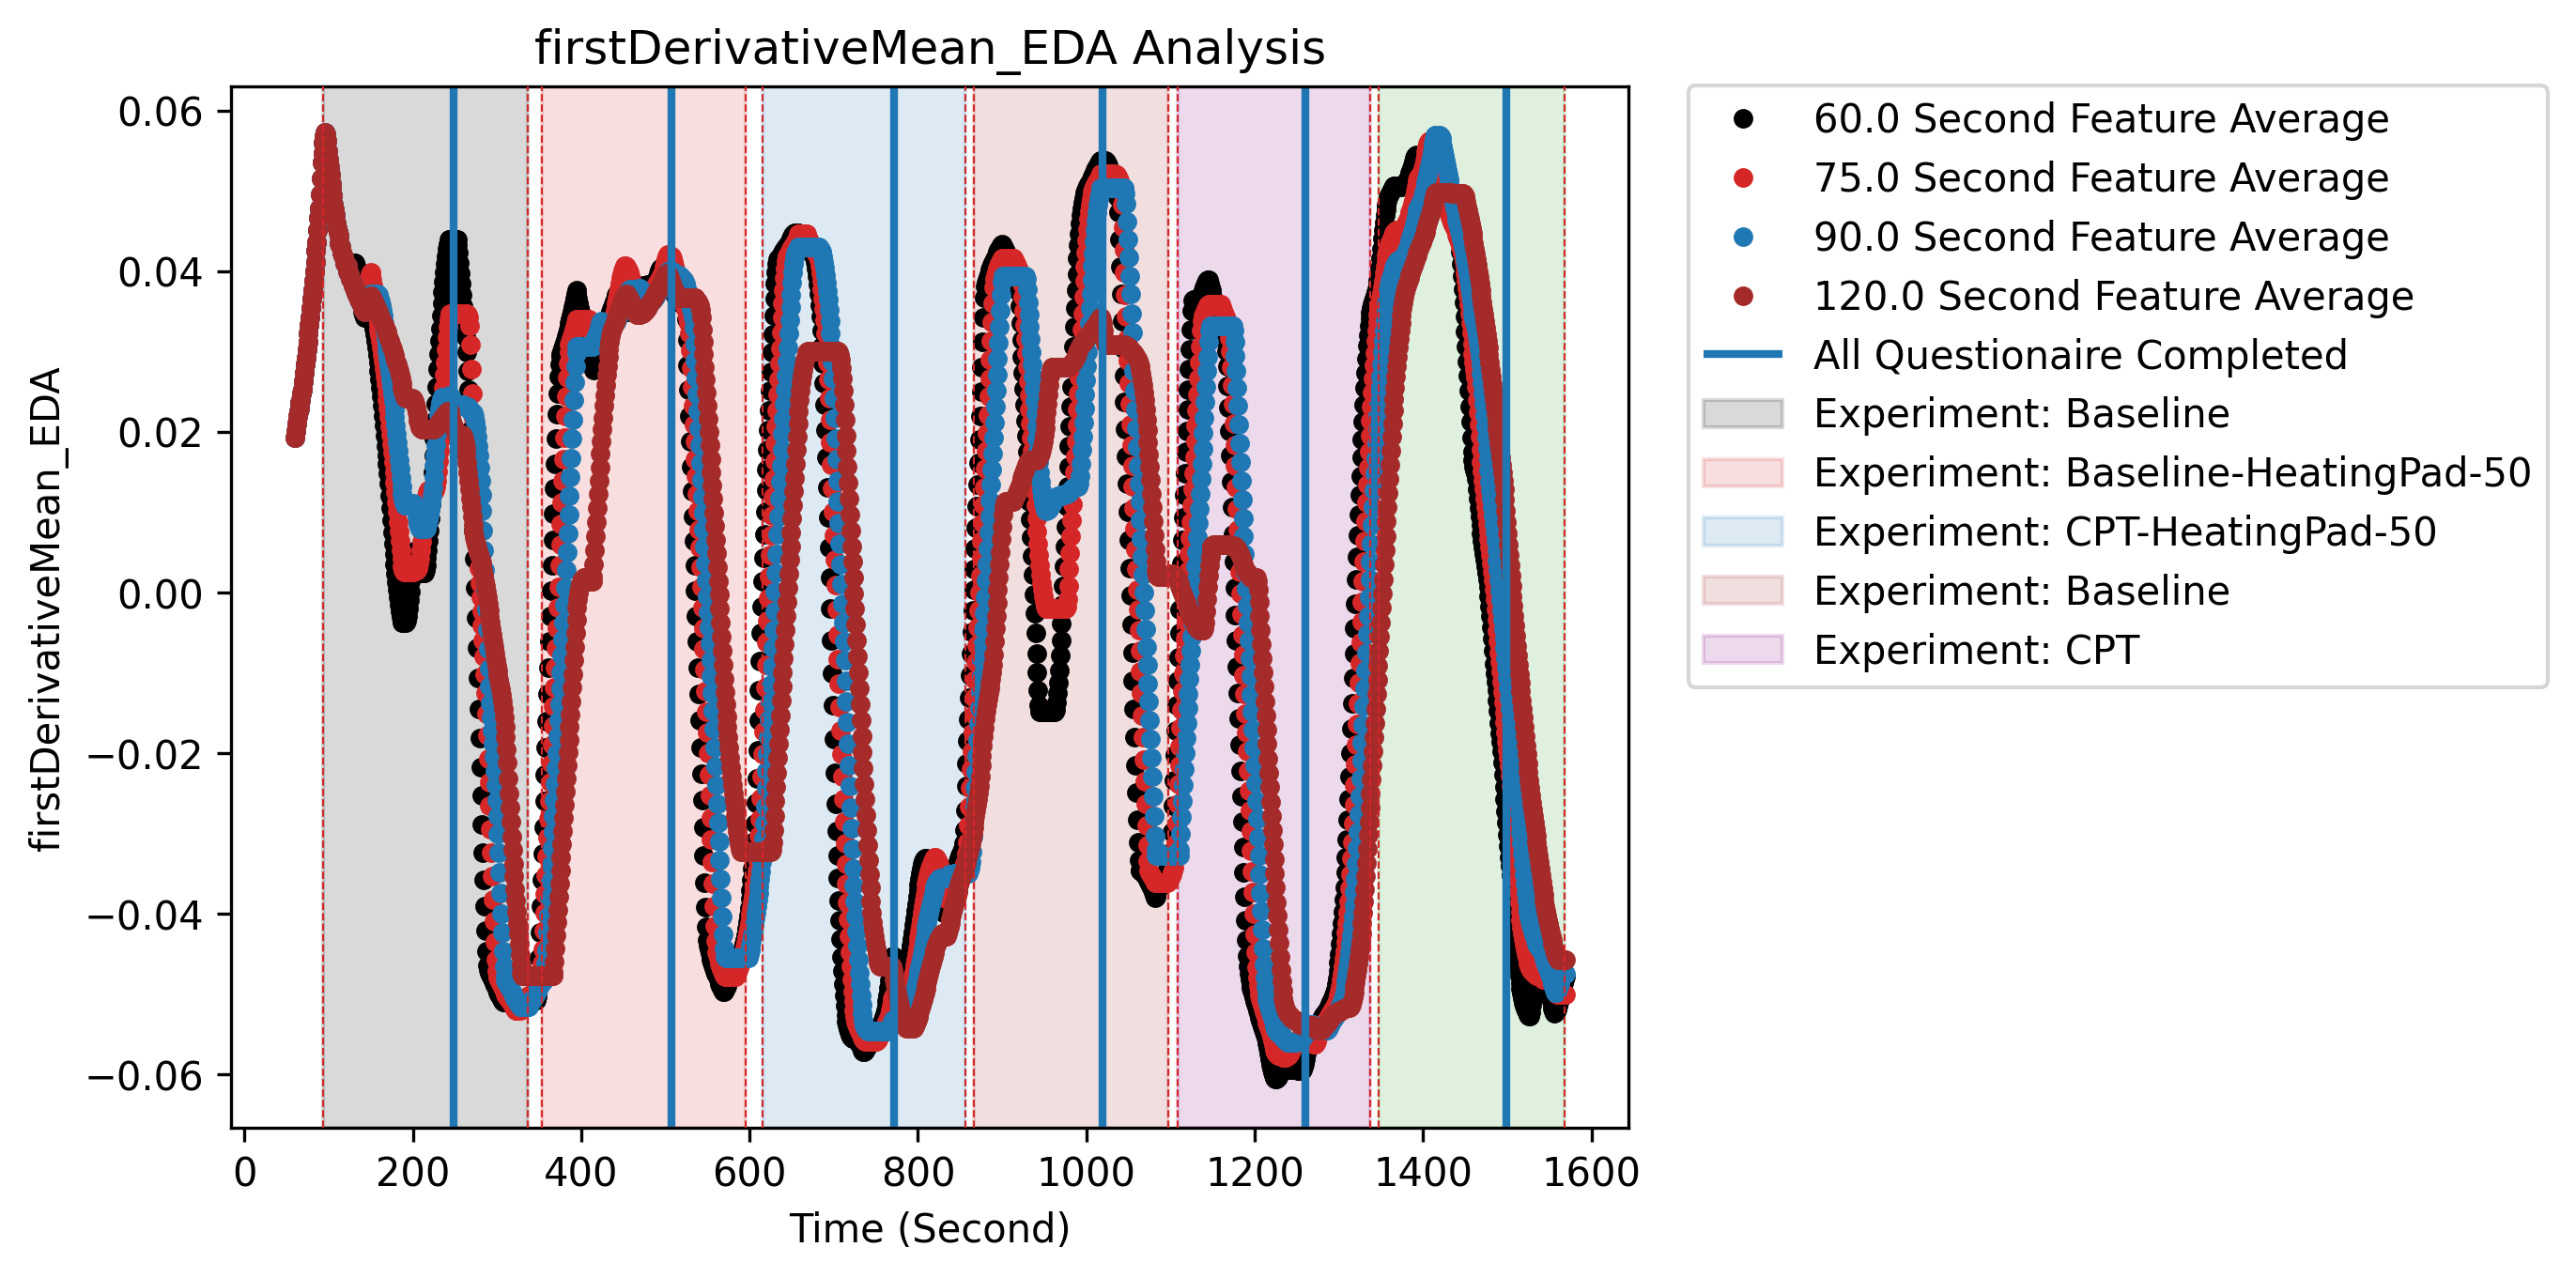 firstDerivativeMean_EDA Analysis
0.06
0.04
0.02
0.00
−0.02
−0.04
−0.06
firstDerivativeMean_EDA
0
200
400
600
800
1000
1200
1400
1600
Time (Second)
60.0 Second Feature Average
75.0 Second Feature Average
90.0 Second Feature Average
120.0 Second Feature Average
All Questionaire Completed
Experiment: Baseline
Experiment: Baseline-HeatingPad-50
Experiment: CPT-HeatingPad-50
Experiment: Baseline
Experiment: CPT